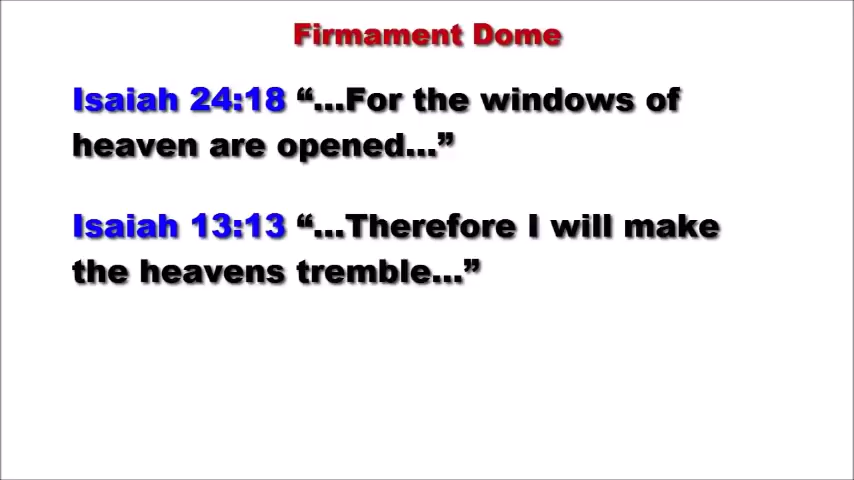 Firmament Dome
Isaiah 24:18 “...For the windows of
heaven are opened...”
Isaiah 13:13 “...Therefore I will make
the heavens tremble...”